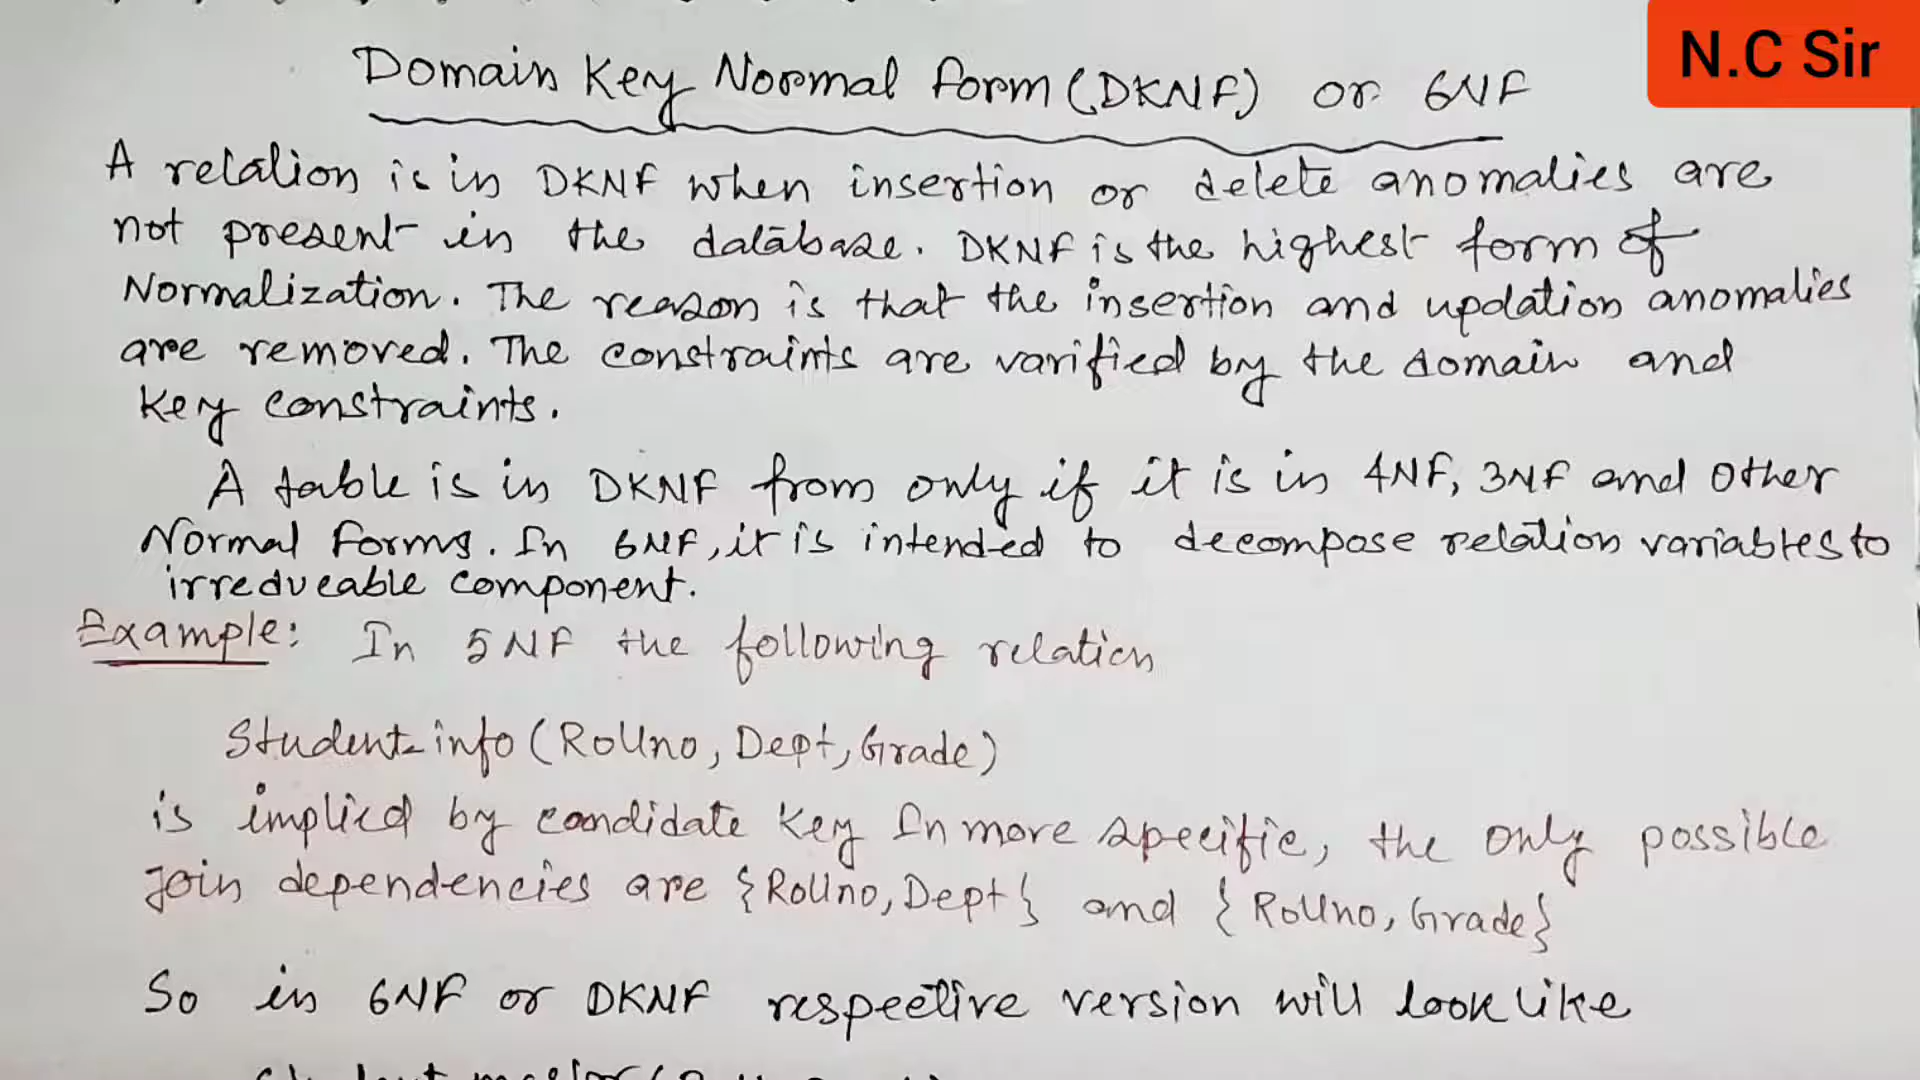 N.C Sir
Domain Key Normal form (DKNF) or 6NF
A relation is in DKNF when insertion or delete anomalies are
not present in the database. DKNF is the highest form of
Normalization. The reason is that the insertion and updation anomalies
are removed. The constraints are varified by the domain and
Key constraints.
A table is in DKNF from only if it is in 4NF, 3NF and other
Normal forms. In 6NF, it is intended to decompose relation variables to
irreduceable component.
Example: In 5NF the following relation
Student-info (Rollno, Dept, Grade)
is implied by candidate key In more specific, the only possible
Join dependencies are {Rollno, Dept} and {Rollno, Grade}
So in 6NF or DKNF respective version will look like